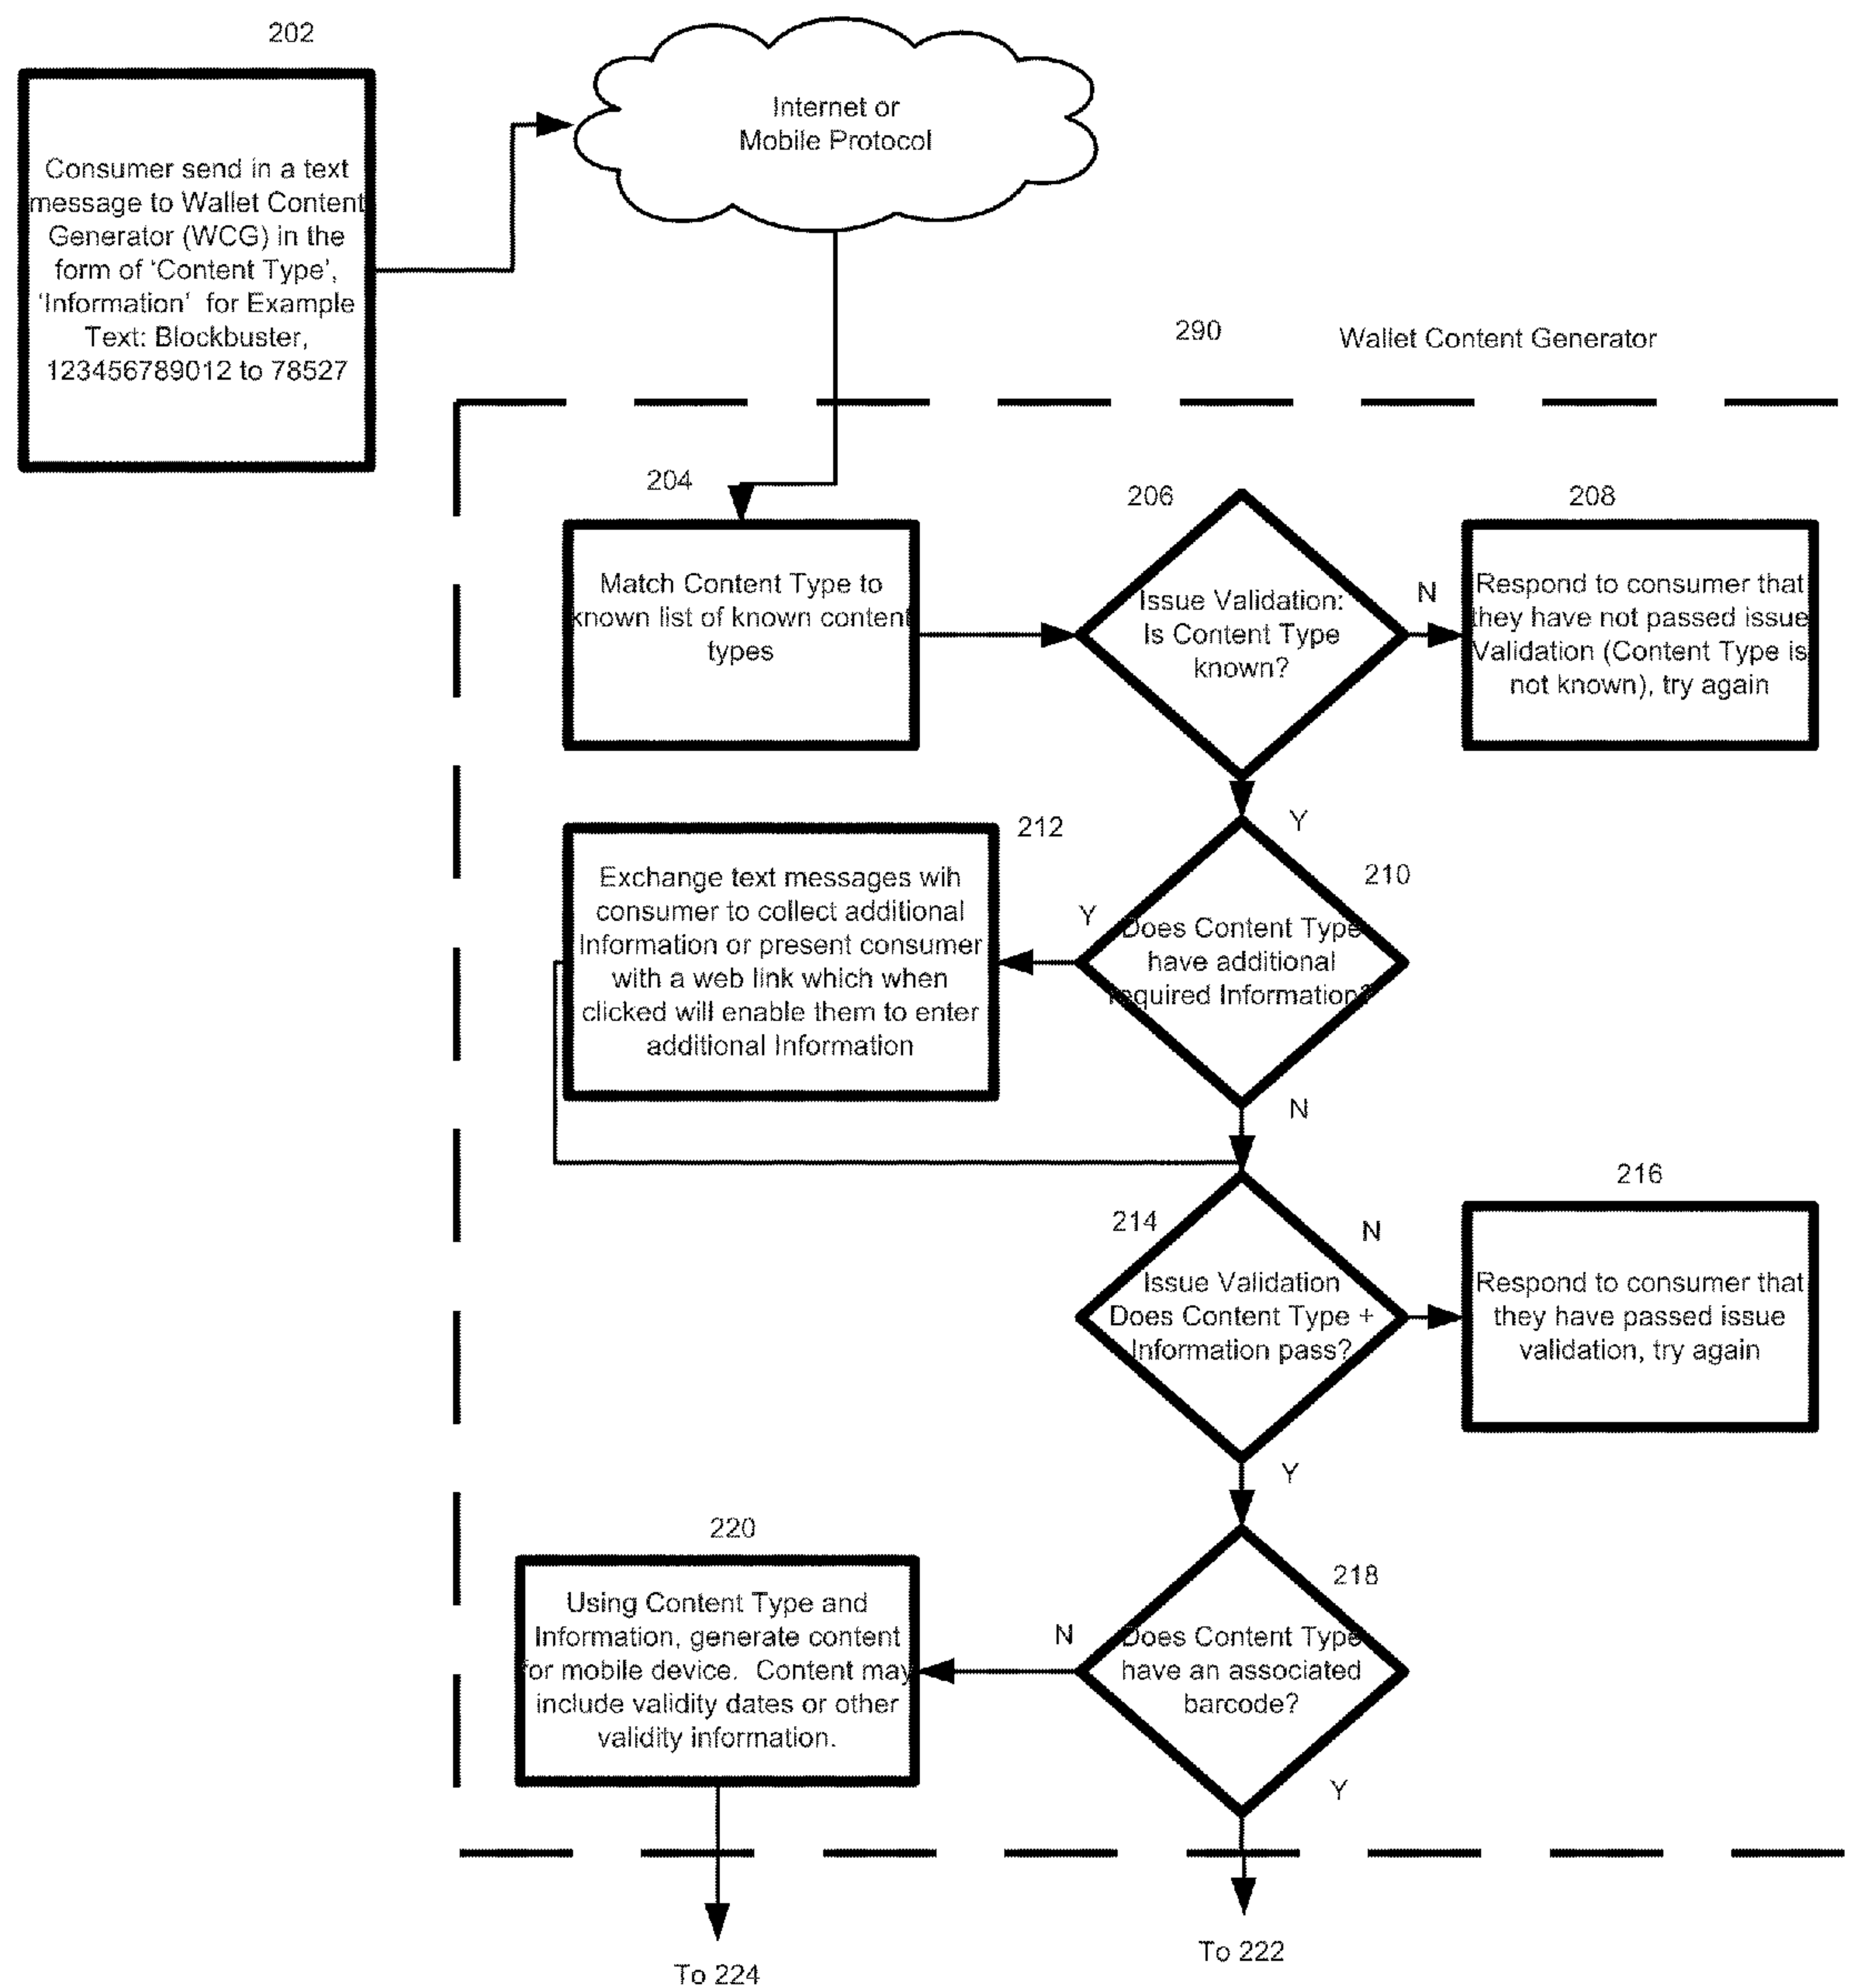 202
Consumer send in a text
message to Wallet Content
Generator (WCG) in the
form of ‘Content Type’,
‘Information’ for Example
Text: Blockbuster,
123456789012 to 78527
Internet or
Mobile Protocol
290
Wallet Content Generator
204
Match Content Type to
known list of known content
types
206
Issue Validation:
Is Content Type
known?
N
208
Respond to consumer that
they have not passed issue
Validation (Content Type is
not known), try again
Y
212
Exchange text messages wih
consumer to collect additional
Information or present consumer
with a web link which when
clicked will enable them to enter
additional Information
Y
210
Does Content Type
have additional
required Information?
N
214
Issue Validation
Does Content Type +
Information pass?
N
216
Respond to consumer that
they have passed issue
validation, try again
Y
220
Using Content Type and
Information, generate content
for mobile device. Content may
include validity dates or other
validity information.
N
218
Does Content Type
have an associated
barcode?
Y
To 224
To 222